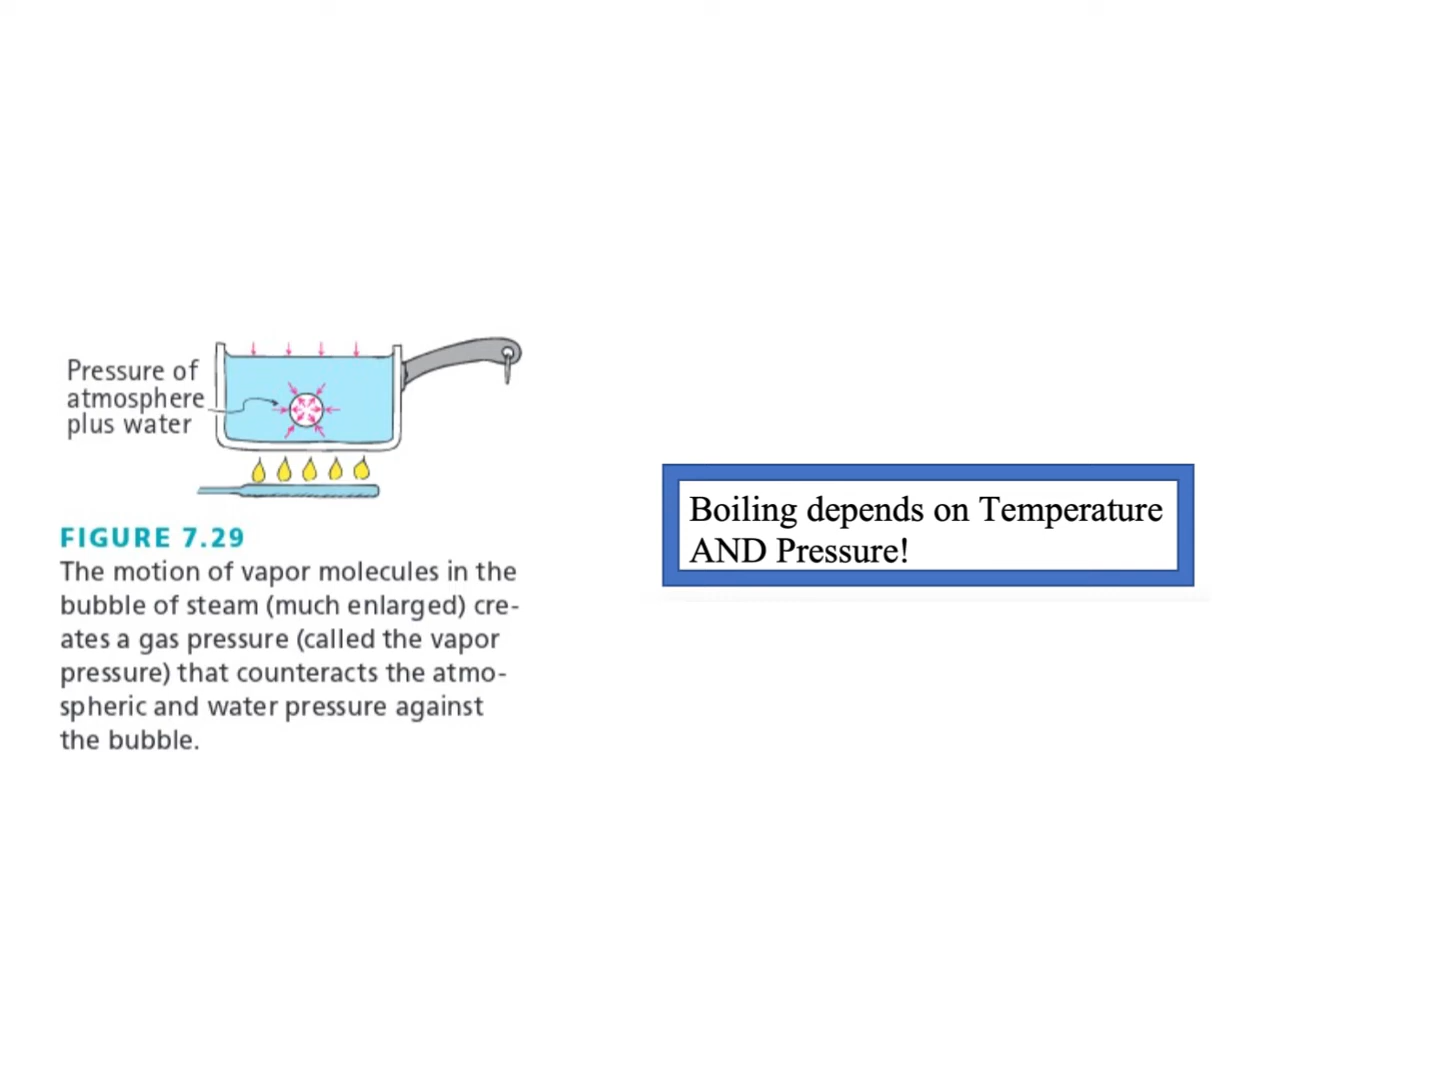 Pressure of
atmosphere
plus water
FIGURE 7.29
The motion of vapor molecules in the
bubble of steam (much enlarged) cre-
ates a gas pressure (called the vapor
pressure) that counteracts the atmo-
spheric and water pressure against
the bubble.
Boiling depends on Temperature
AND Pressure!